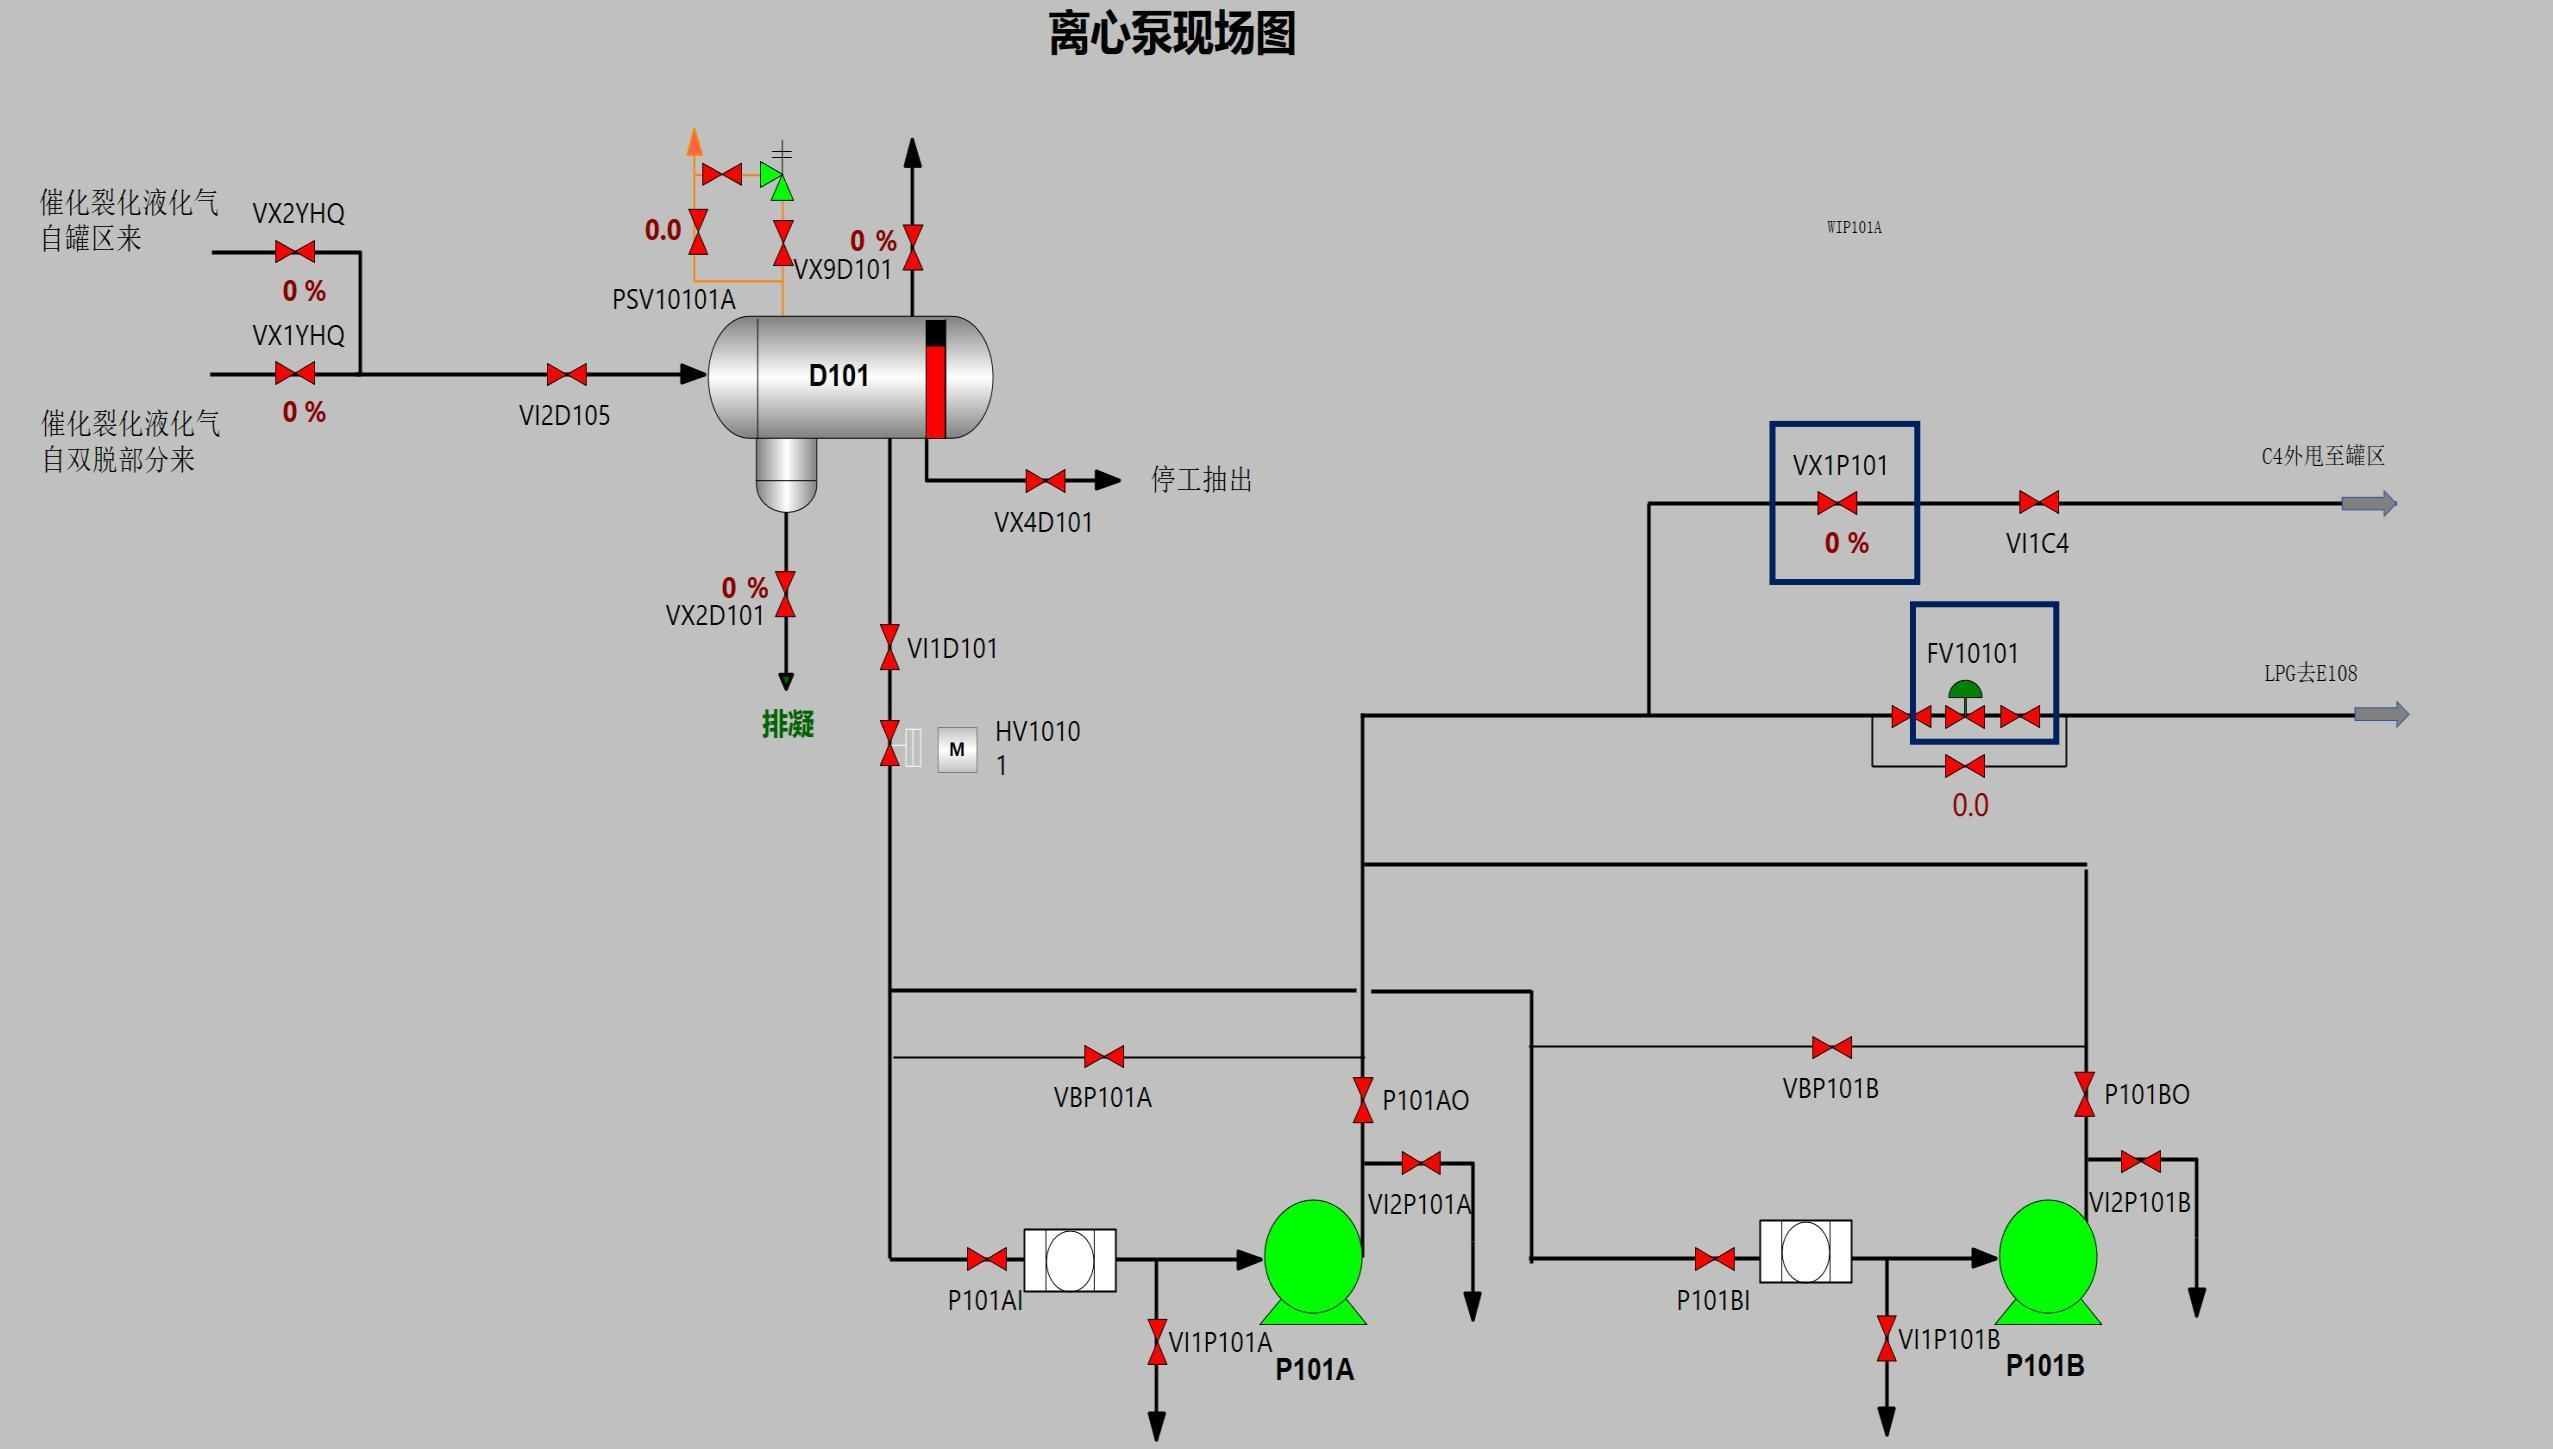 离心泵现场图
催化裂化液化气
自罐区来
VX2YHQ
0 %
VX1YHQ
0 %
催化裂化液化气
自双脱部分来
VI2D105
0.0
PSV10101A
0 %
VX9D101
D101
WIP101A
停工抽出
VX4D101
0 %
VX2D101
排凝
VI1D101
M
HV1010
1
VX1P101
0 %
VI1C4
C4外甩至罐区
FV10101
0.0
LPG去E108
VBP101A
P101AO
VBP101B
P101BO
VI2P101A
VI2P101B
P101AI
VI1P101A
P101A
P101BI
VI1P101B
P101B